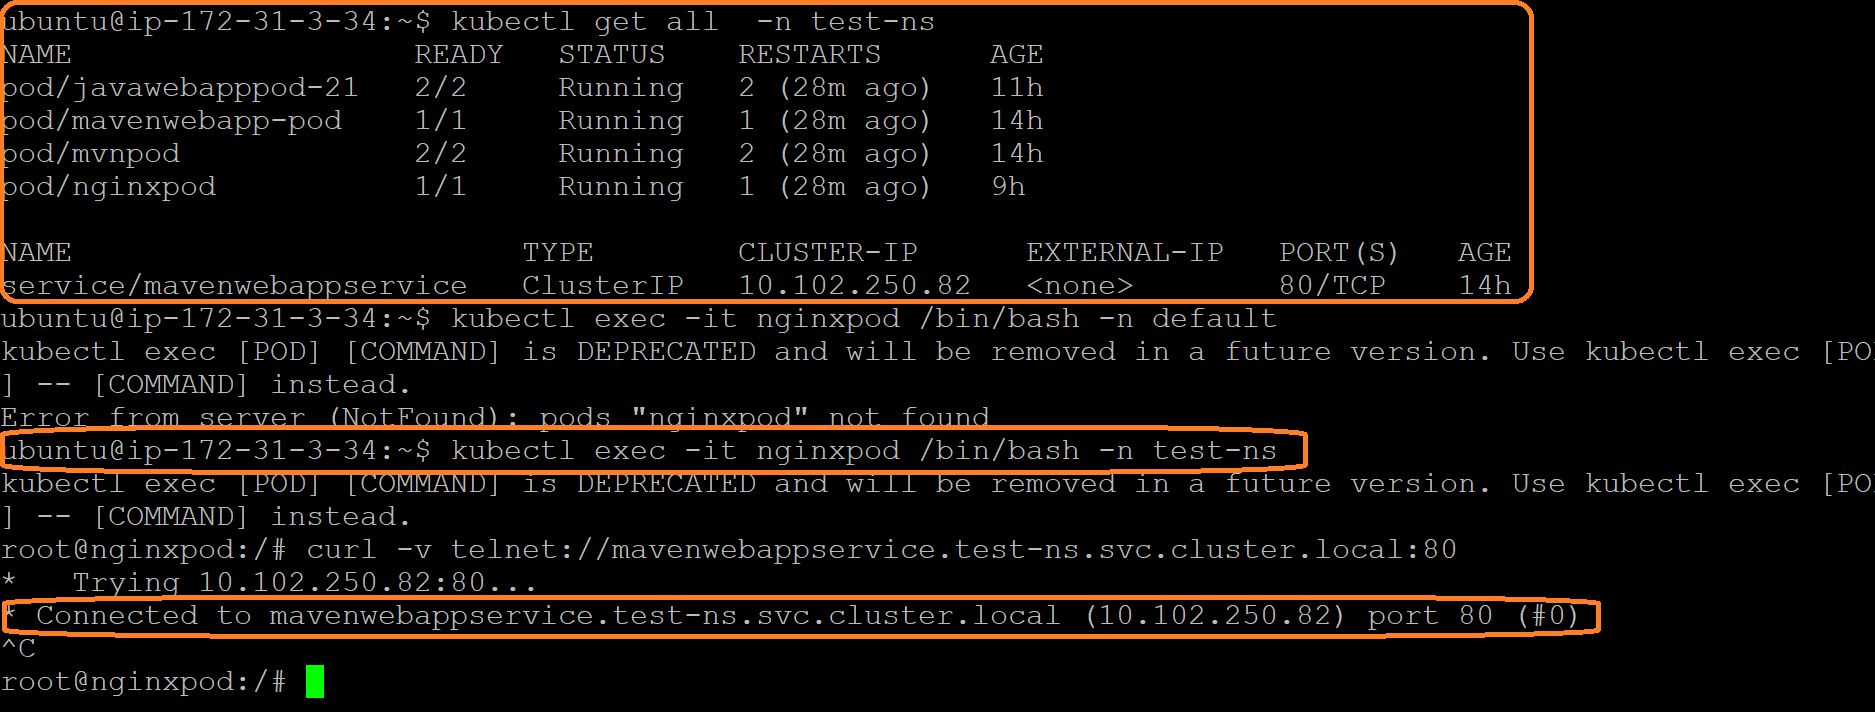 ubuntu@ip-172-31-3-34:~$ kubectl get all  -n test-ns
NAME                   READY   STATUS    RESTARTS      AGE
pod/javawebapppod-21   2/2     Running   2 (28m ago)   11h
pod/mavenwebapp-pod    1/1     Running   1 (28m ago)   14h
pod/mvnpod             2/2     Running   2 (28m ago)   14h
pod/nginxpod           1/1     Running   1 (28m ago)   9h
NAME                         TYPE        CLUSTER-IP      EXTERNAL-IP   PORT(S)   AGE
service/mavenwebappservice   ClusterIP   10.102.250.82   <none>        80/TCP    14h
ubuntu@ip-172-31-3-34:~$ kubectl exec -it nginxpod /bin/bash -n default
kubectl exec [POD] [COMMAND] is DEPRECATED and will be removed in a future version. Use kubectl exec [PO
] -- [COMMAND] instead.
Error from server (NotFound): pods "nginxpod" not found
ubuntu@ip-172-31-3-34:~$ kubectl exec -it nginxpod /bin/bash -n test-ns
kubectl exec [POD] [COMMAND] is DEPRECATED and will be removed in a future version. Use kubectl exec [PO
] -- [COMMAND] instead.
root@nginxpod:/# curl -v telnet://mavenwebappservice.test-ns.svc.cluster.local:80
*   Trying 10.102.250.82:80...
* Connected to mavenwebappservice.test-ns.svc.cluster.local (10.102.250.82) port 80 (#0)
^C
root@nginxpod:/#